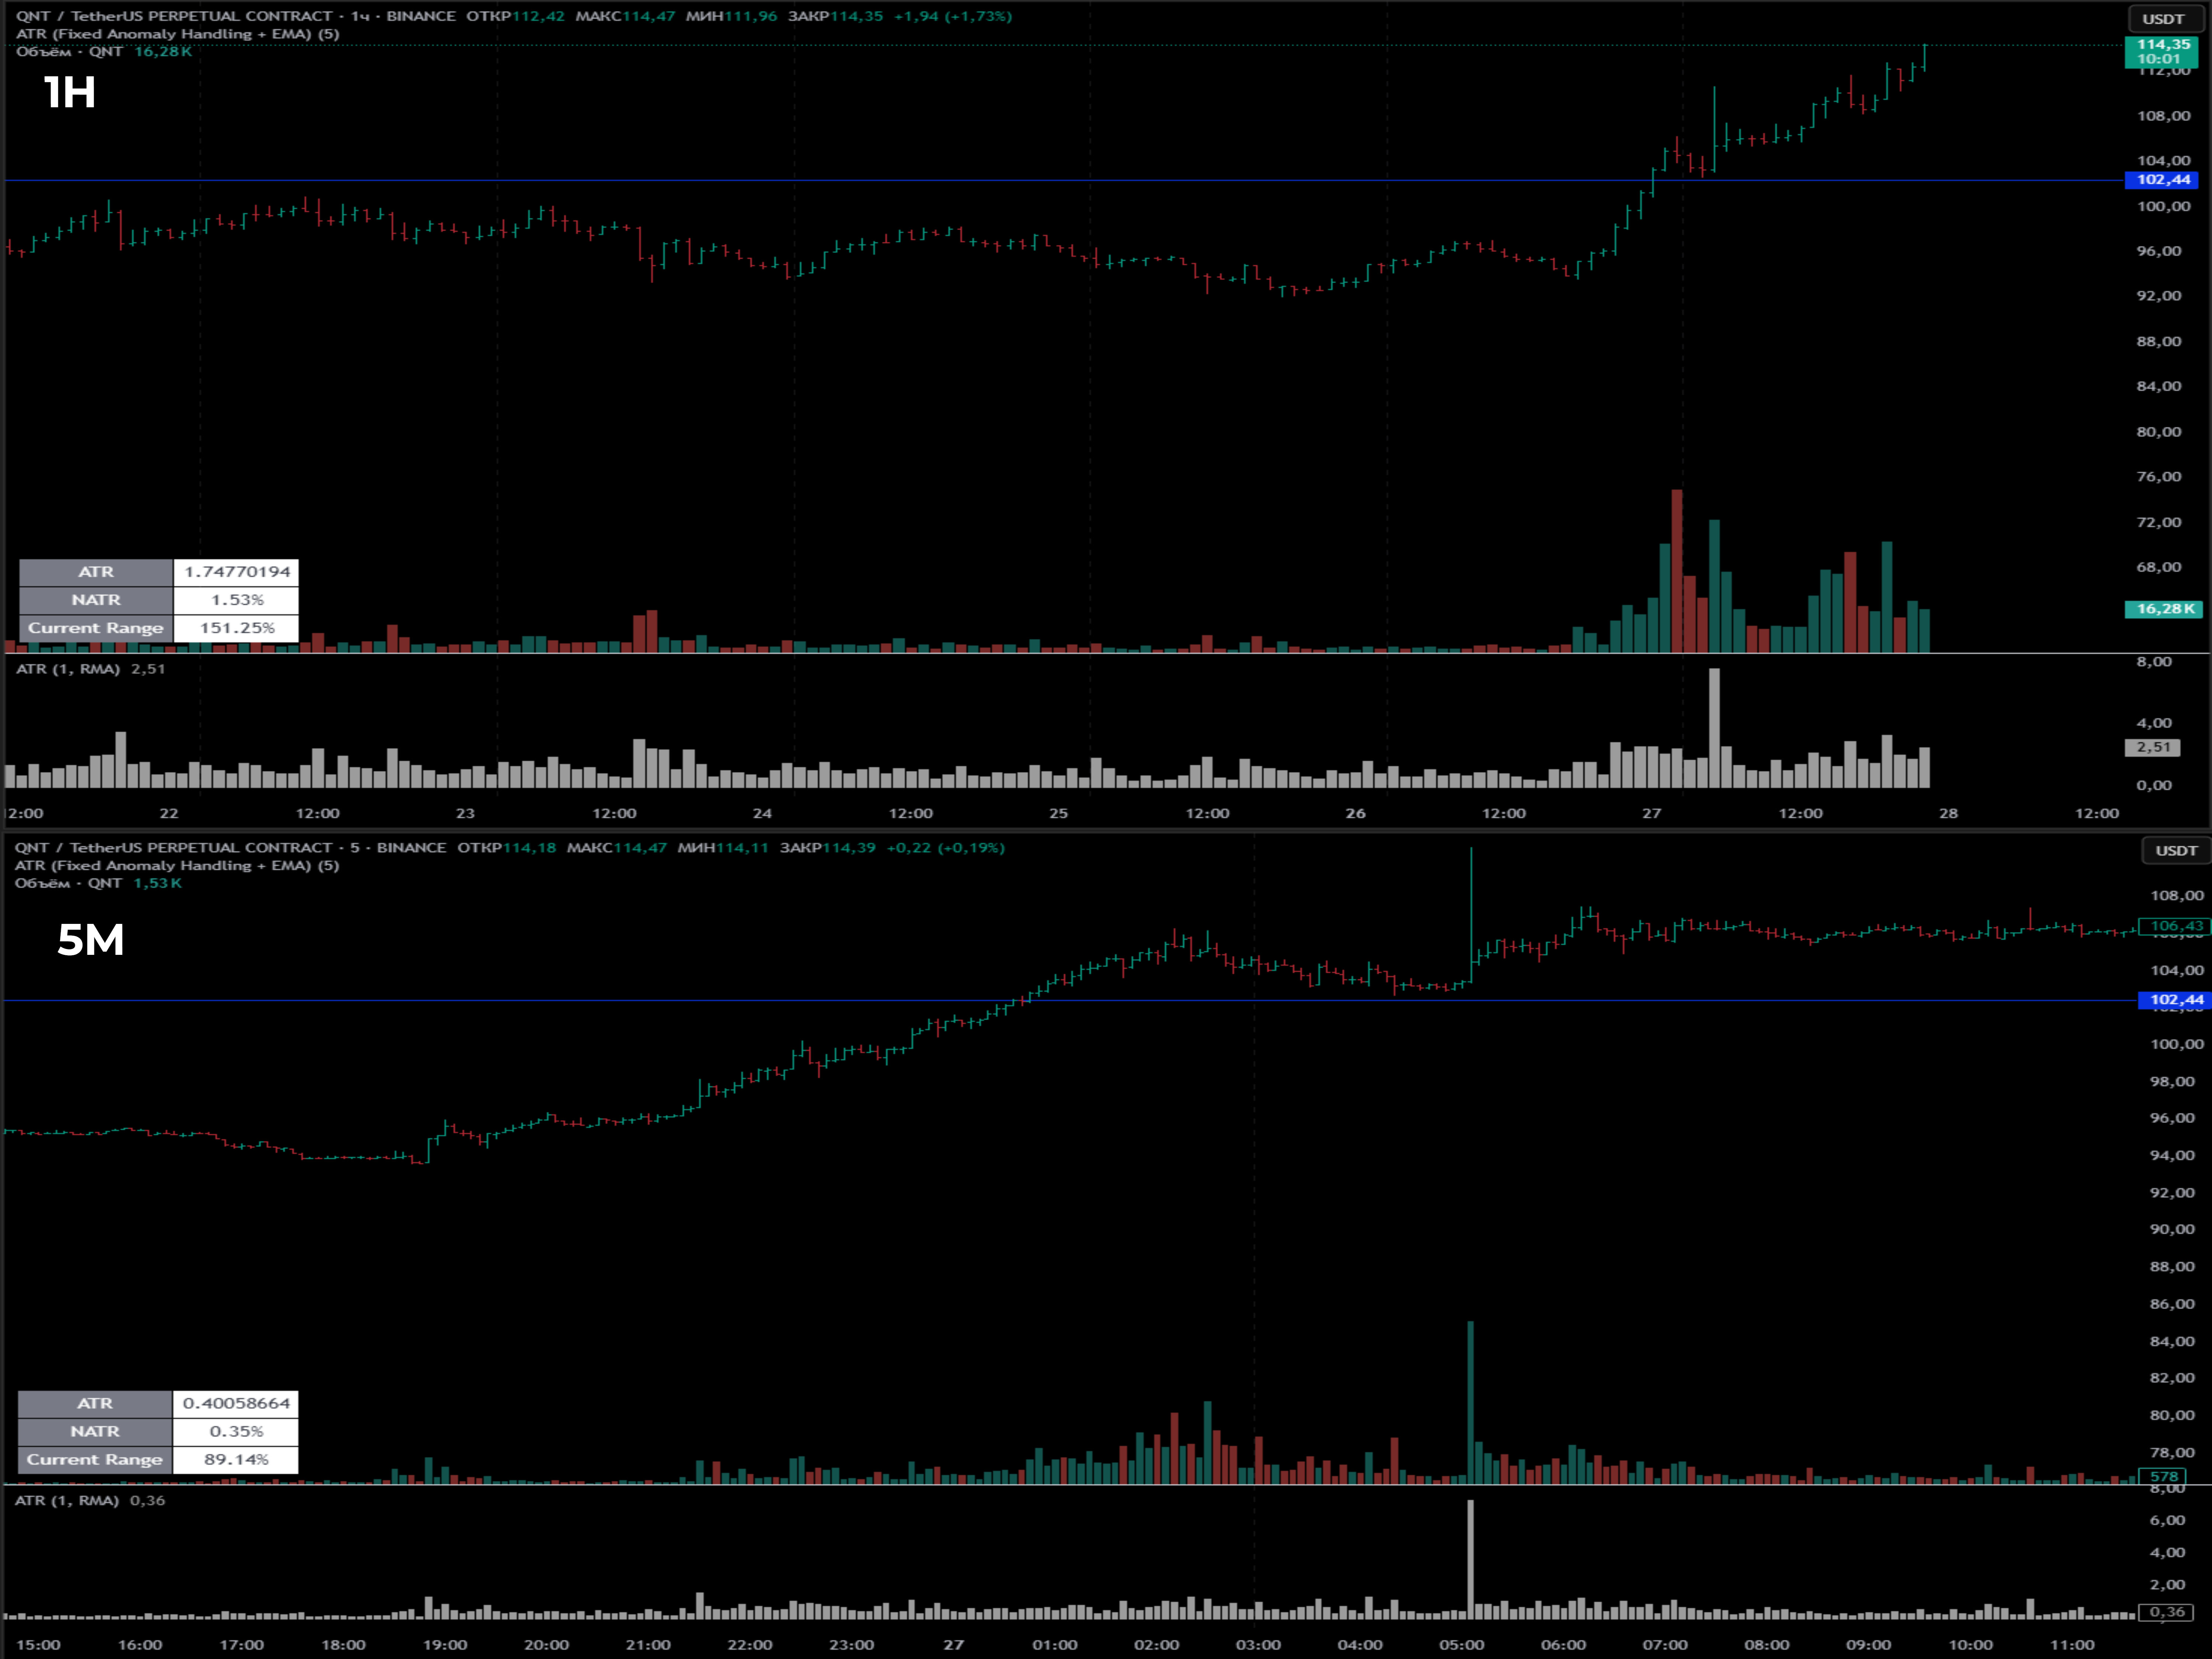 QNT / TetherUS PERPETUAL CONTRACT · 1ч · BINANCE ОТКР112,42 МАКС114,47 МИН111,96 ЗАКР114,35 +1,94 (+1,73%)
USDT
ATR (Fixed Anomaly Handling + EMA) (5)
Объём · QNT 16,28 K
1H
114,35
10:01
112,00
108,00
104,00
102,44
100,00
96,00
92,00
88,00
84,00
80,00
76,00
72,00
68,00
ATR 1.74770194
NATR 1.53%
Current Range 151.25%
16,28 K
ATR (1, RMA) 2,51
8,00
4,00
2,51
0,00
12:00 22 12:00 23 12:00 24 12:00 25 12:00 26 12:00 27 12:00 28 12:00
QNT / TetherUS PERPETUAL CONTRACT · 5 · BINANCE ОТКР114,18 МАКС114,47 МИН114,11 ЗАКР114,39 +0,22 (+0,19%)
USDT
ATR (Fixed Anomaly Handling + EMA) (5)
Объём · QNT 1,53 K
5M
108,00
106,43
104,00
102,44
100,00
98,00
96,00
94,00
92,00
90,00
88,00
86,00
84,00
82,00
80,00
78,00
ATR 0.40058664
NATR 0.35%
Current Range 89.14%
578
ATR (1, RMA) 0,36
8,00
6,00
4,00
2,00
0,36
15:00 16:00 17:00 18:00 19:00 20:00 21:00 22:00 23:00 27 01:00 02:00 03:00 04:00 05:00 06:00 07:00 08:00 09:00 10:00 11:00